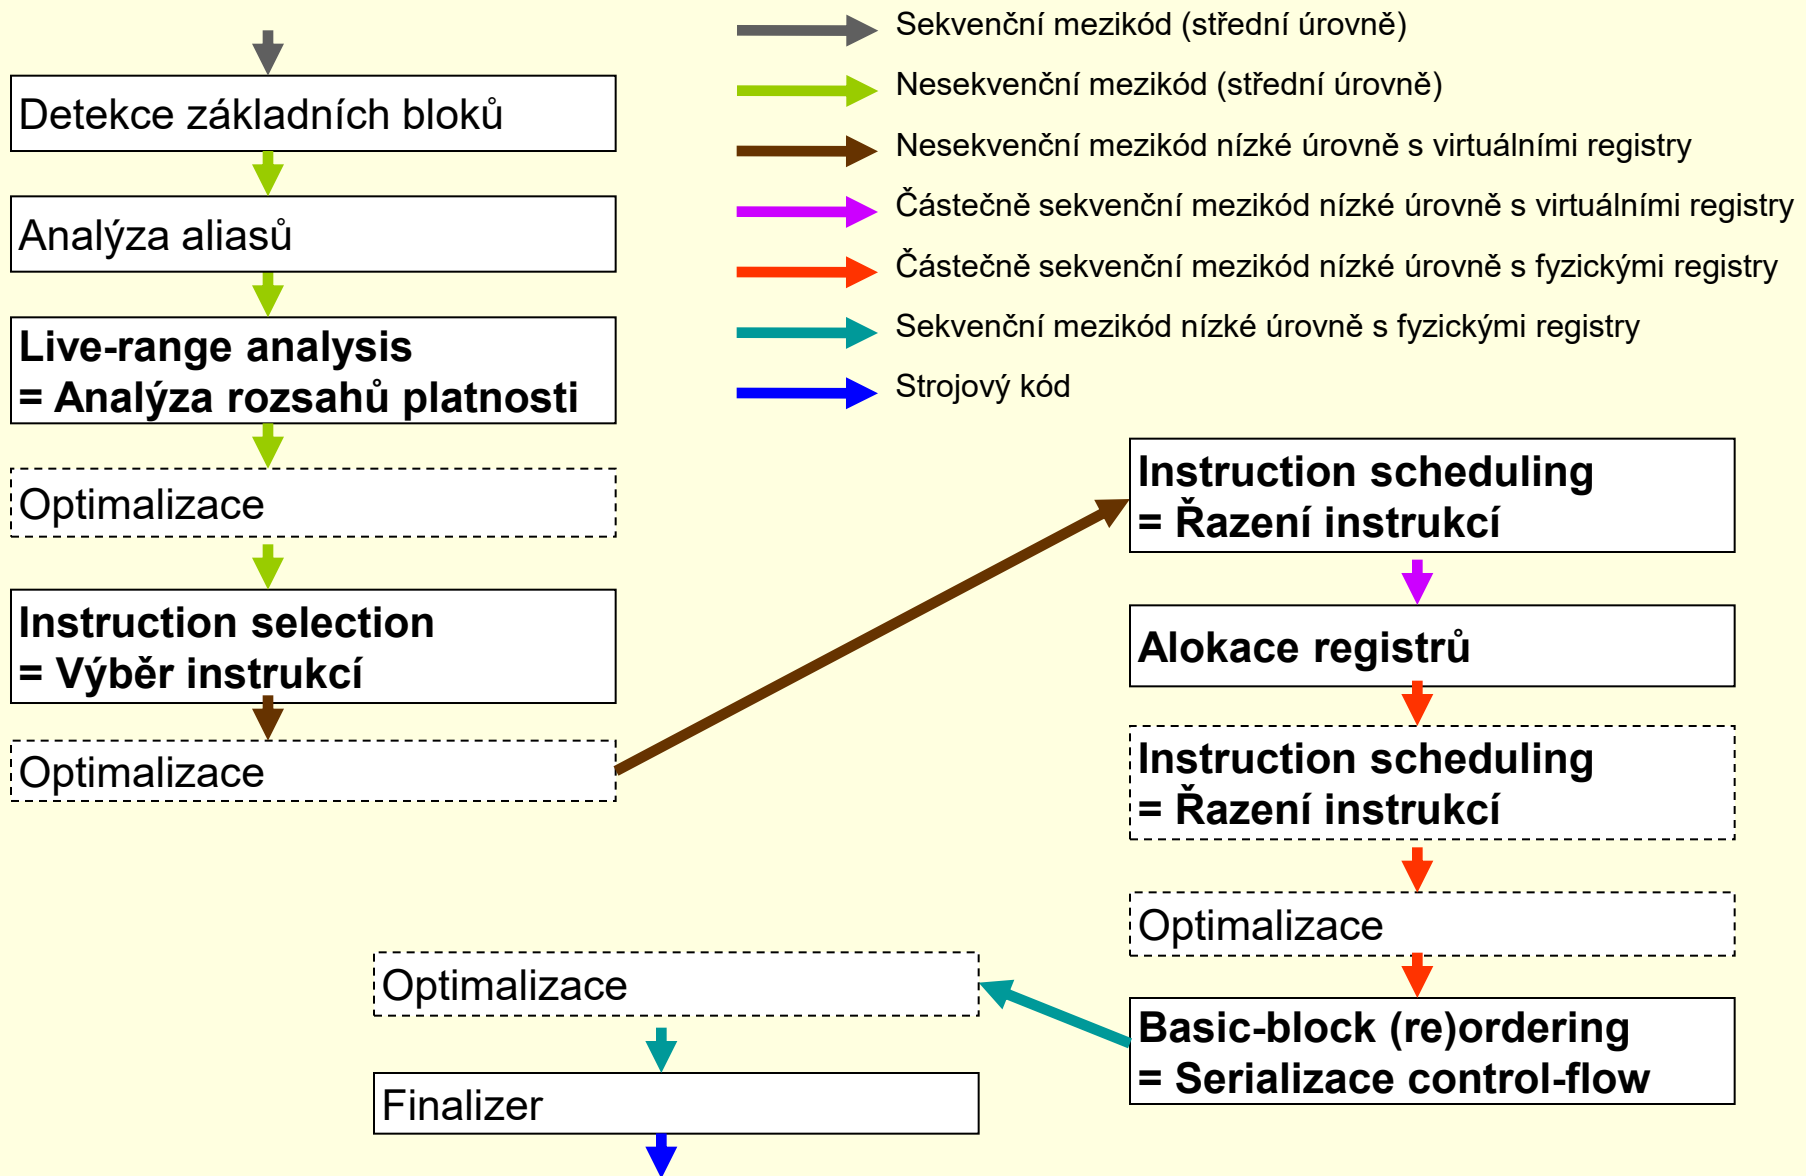 Sekvenční mezikód (střední úrovně)
Nesekvenční mezikód (střední úrovně)
Nesekvenční mezikód nízké úrovně s virtuálními registry
Částečně sekvenční mezikód nízké úrovně s virtuálními registry
Částečně sekvenční mezikód nízké úrovně s fyzickými registry
Sekvenční mezikód nízké úrovně s fyzickými registry
Strojový kód
Detekce základních bloků
Analýza aliasů
Live-range analysis
= Analýza rozsahů platnosti
Optimalizace
Instruction selection
= Výběr instrukcí
Optimalizace
Instruction scheduling
= Řazení instrukcí
Alokace registrů
Instruction scheduling
= Řazení instrukcí
Optimalizace
Basic-block (re)ordering
= Serializace control-flow
Optimalizace
Finalizer